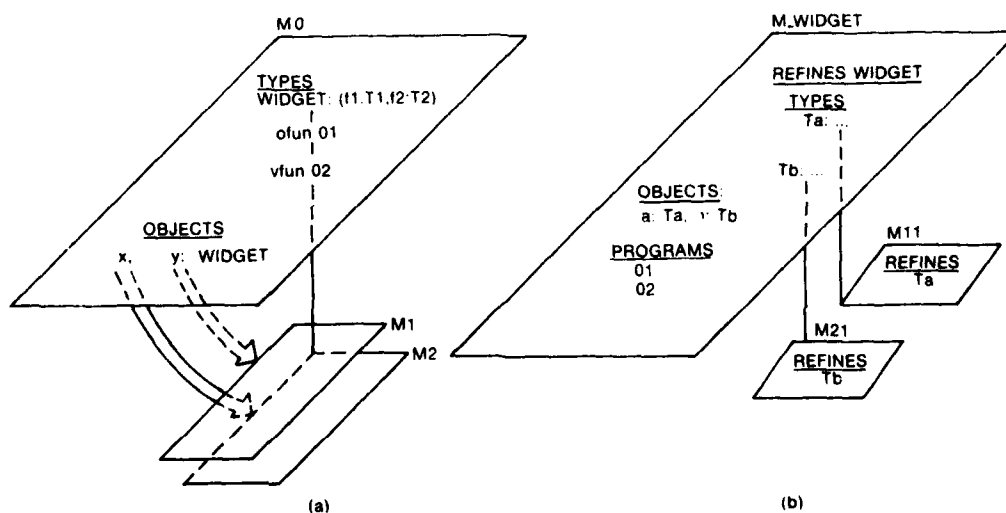 M0
TYPES
WIDGET: (f1:T1,f2:T2)
ofun 01
vfun 02
OBJECTS
x, y: WIDGET
M1
M2
(a)
M_WIDGET
REFINES WIDGET
TYPES
Ta: ...
Tb: ...
OBJECTS:
a: Ta, : Tb
PROGRAMS
01
02
M11
REFINES
Ta
M21
REFINES
Tb
(b)